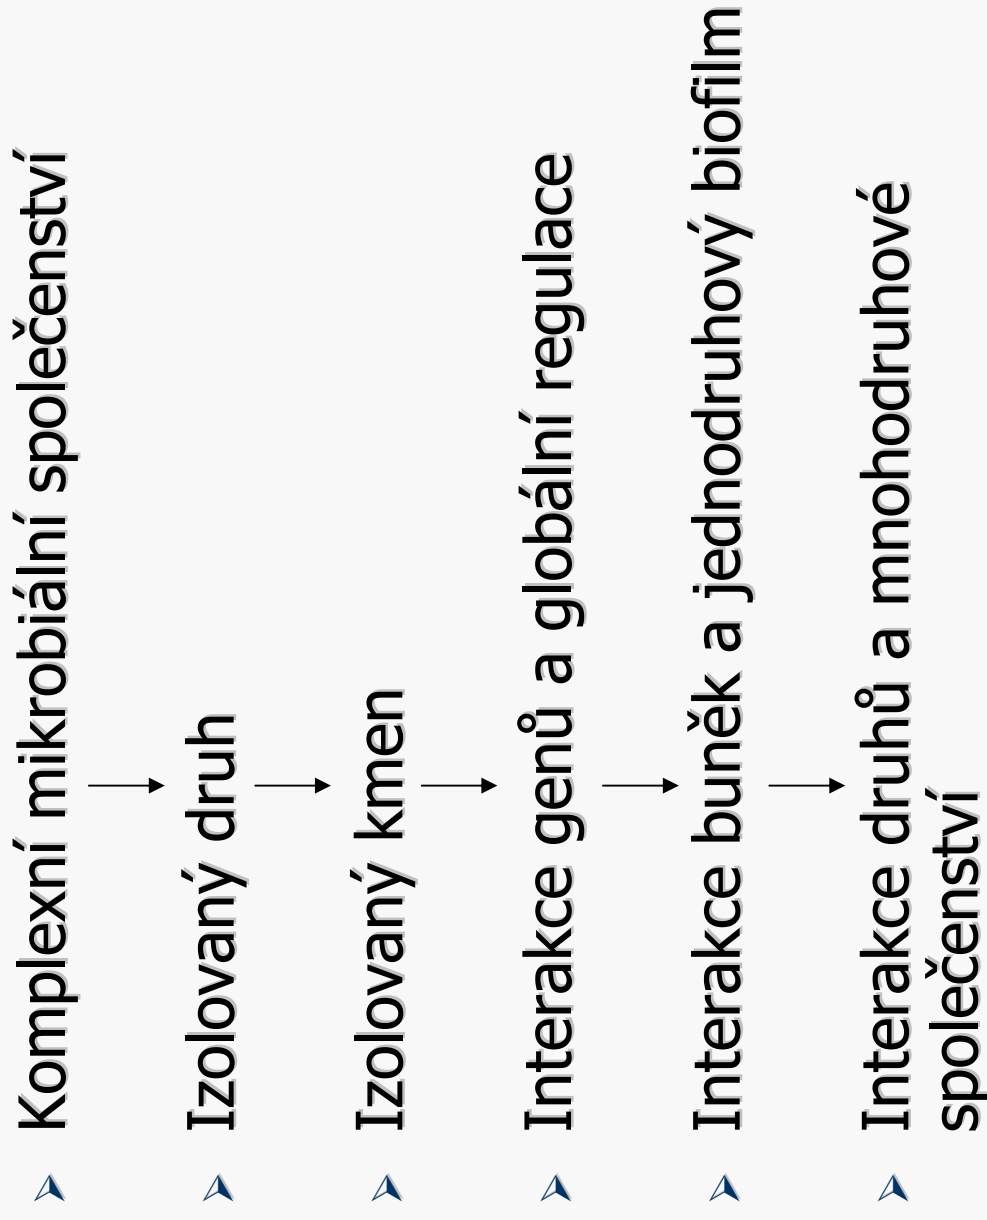 Komplexní mikrobiální společenství
Izolovaný druh
Izolovaný kmen
Interakce genů a globální regulace
Interakce buněk a jednodruhový biofilm
Interakce druhů a mnohodruhové
společenství